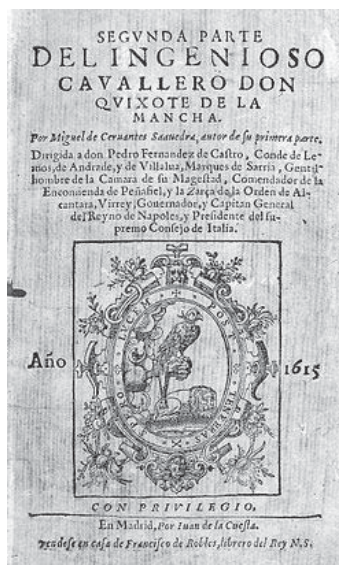 SEGVNDA PARTE
DEL INGENIOSO
CAVALLERO DON
QVIXOTE DE LA
MANCHA.
Por Miguel de Ceruantes Saauedra, autor de su primera parte.
Dirigida a don Pedro Fernandez de Castro, Conde de Le-
mos, de Andrade, y de Villalua, Marques de Sarria, Gentil-
hombre de la Camara de su Magestad, Comendador de la
Encomienda de Peñafiel, y la Zarça de la Orden de Al-
cantara, Virrey, Gouernador, y Capitan General
del Reyno de Napoles, y Presidente del su-
premo Consejo de Italia.
POST TENEBRAS SPERO LVCEM
Año 1615
CON PRIVILEGIO,
En Madrid, Por Iuan de la Cuesta.
vendese en casa de Francisco de Robles, librero del Rey N.S.